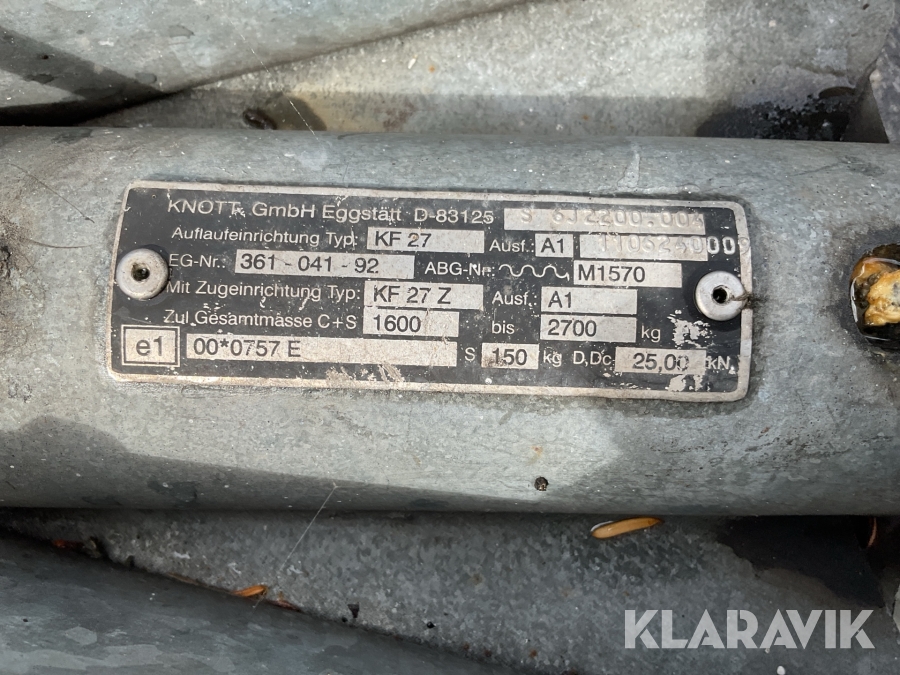 KNOTT GmbH Eggstätt D-83125 S 6J2200.004
Auflaufeinrichtung Typ: KF 27 Ausf. A1
EG-Nr.: 361 - 041 - 92 ABG-Nr: M1570
Mit Zugeinrichtung Typ: KF 27 Z Ausf. A1
Zul Gesamtmasse C+S 1600 bis 2700 kg
e1 00*0757 E S 150 kg D,Dc 25,00 kN
KLARAVIK